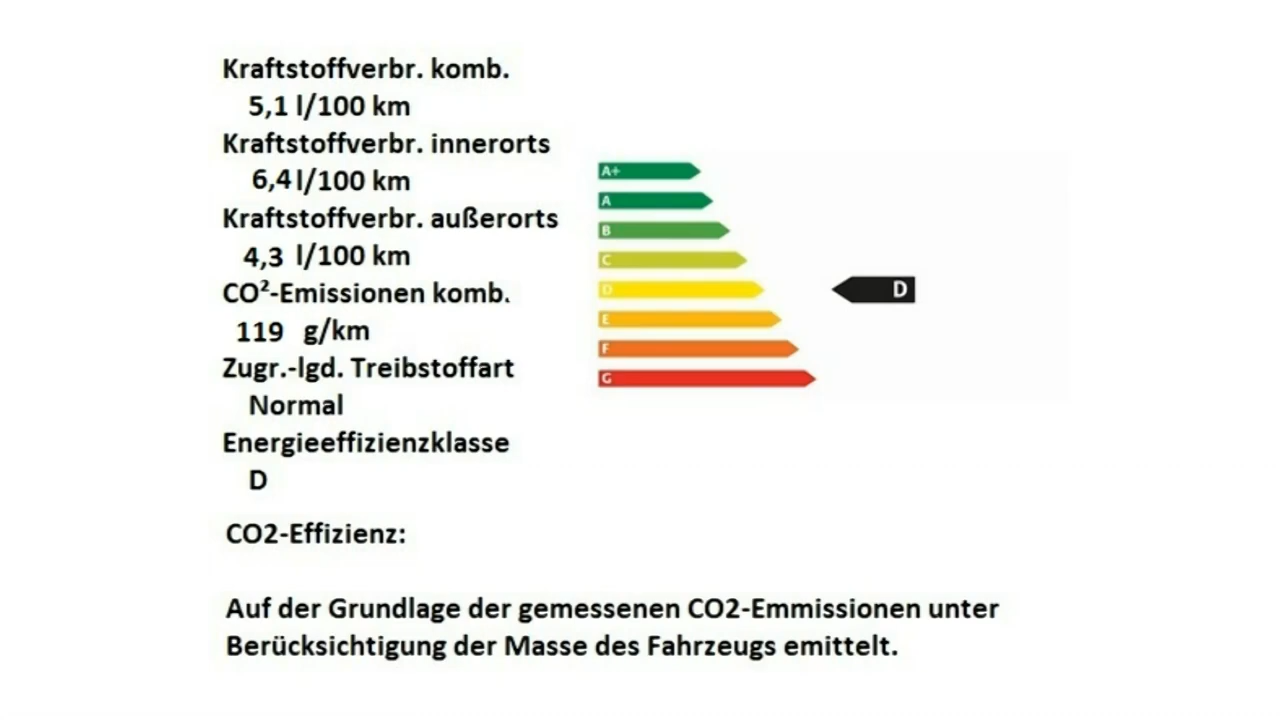 Kraftstoffverbr. komb.
5,1 l/100 km
Kraftstoffverbr. innerorts
6,4 l/100 km
Kraftstoffverbr. außerorts
4,3 l/100 km
CO²-Emissionen komb.
119 g/km
Zugr.-lgd. Treibstoffart
Normal
Energieeffizienzklasse
D
A+
A
B
C
D
D
E
F
G
CO2-Effizienz:
Auf der Grundlage der gemessenen CO2-Emmissionen unter
Berücksichtigung der Masse des Fahrzeugs emittelt.